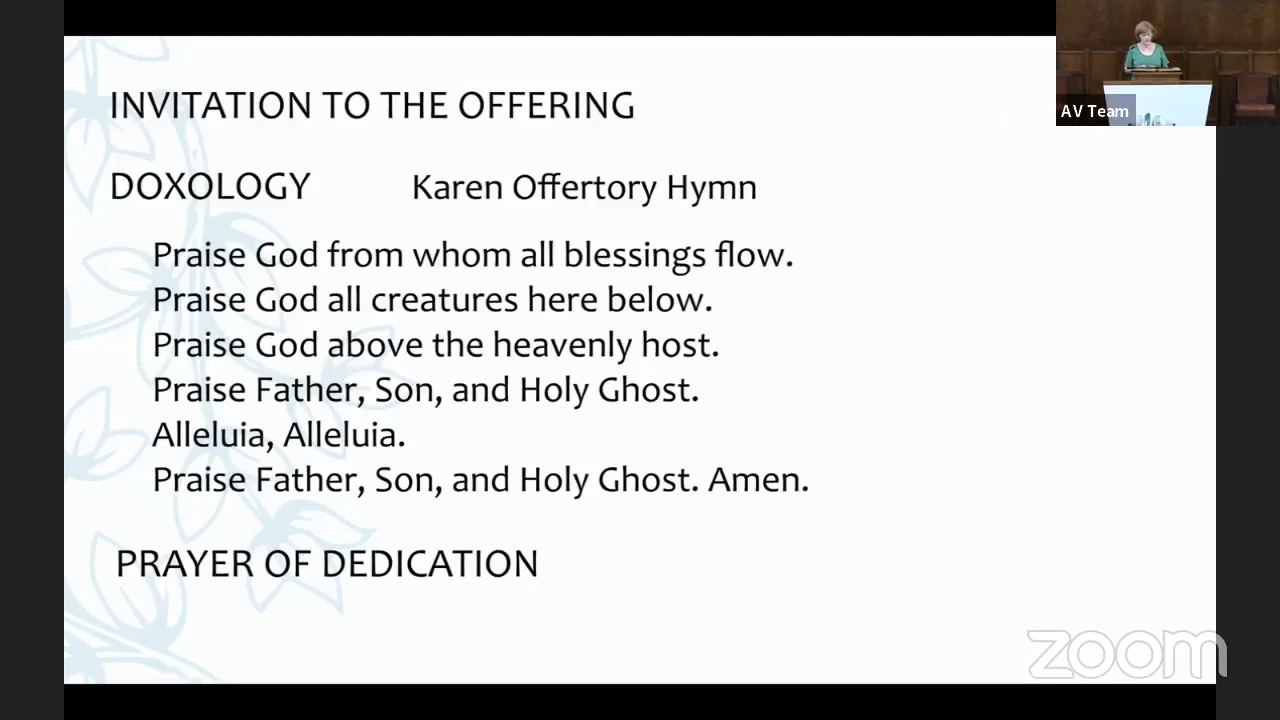 INVITATION TO THE OFFERING
DOXOLOGY Karen Offertory Hymn
Praise God from whom all blessings flow.
Praise God all creatures here below.
Praise God above the heavenly host.
Praise Father, Son, and Holy Ghost.
Alleluia, Alleluia.
Praise Father, Son, and Holy Ghost. Amen.
PRAYER OF DEDICATION
AV Team
zoom